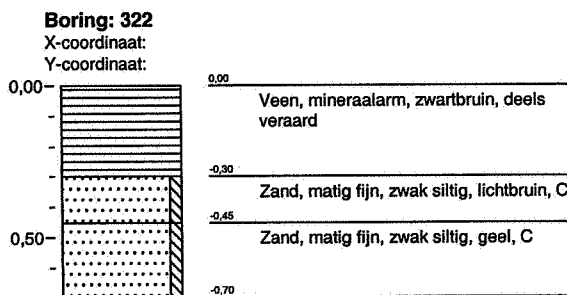 Boring: 322
X-coordinaat:
Y-coordinaat:
0,00
0,00
Veen, mineraalarm, zwartbruin, deels
veraard
-0,30
Zand, matig fijn, zwak siltig, lichtbruin, C
-0,45
0,50
Zand, matig fijn, zwak siltig, geel, C
-0,70